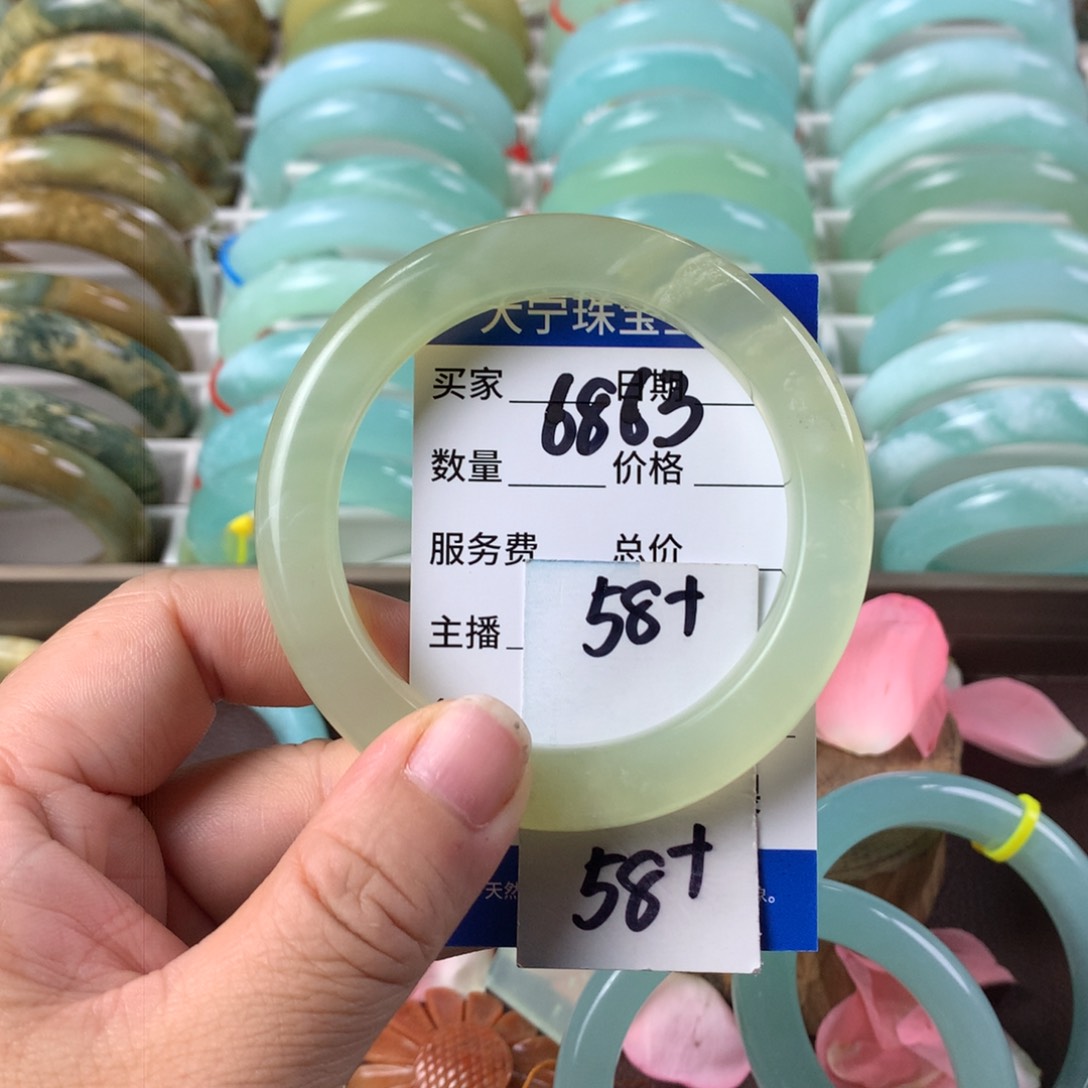 天宁珠宝
6863
买家 日期
数量 价格
服务费 总价
主播
58+
58+
天然